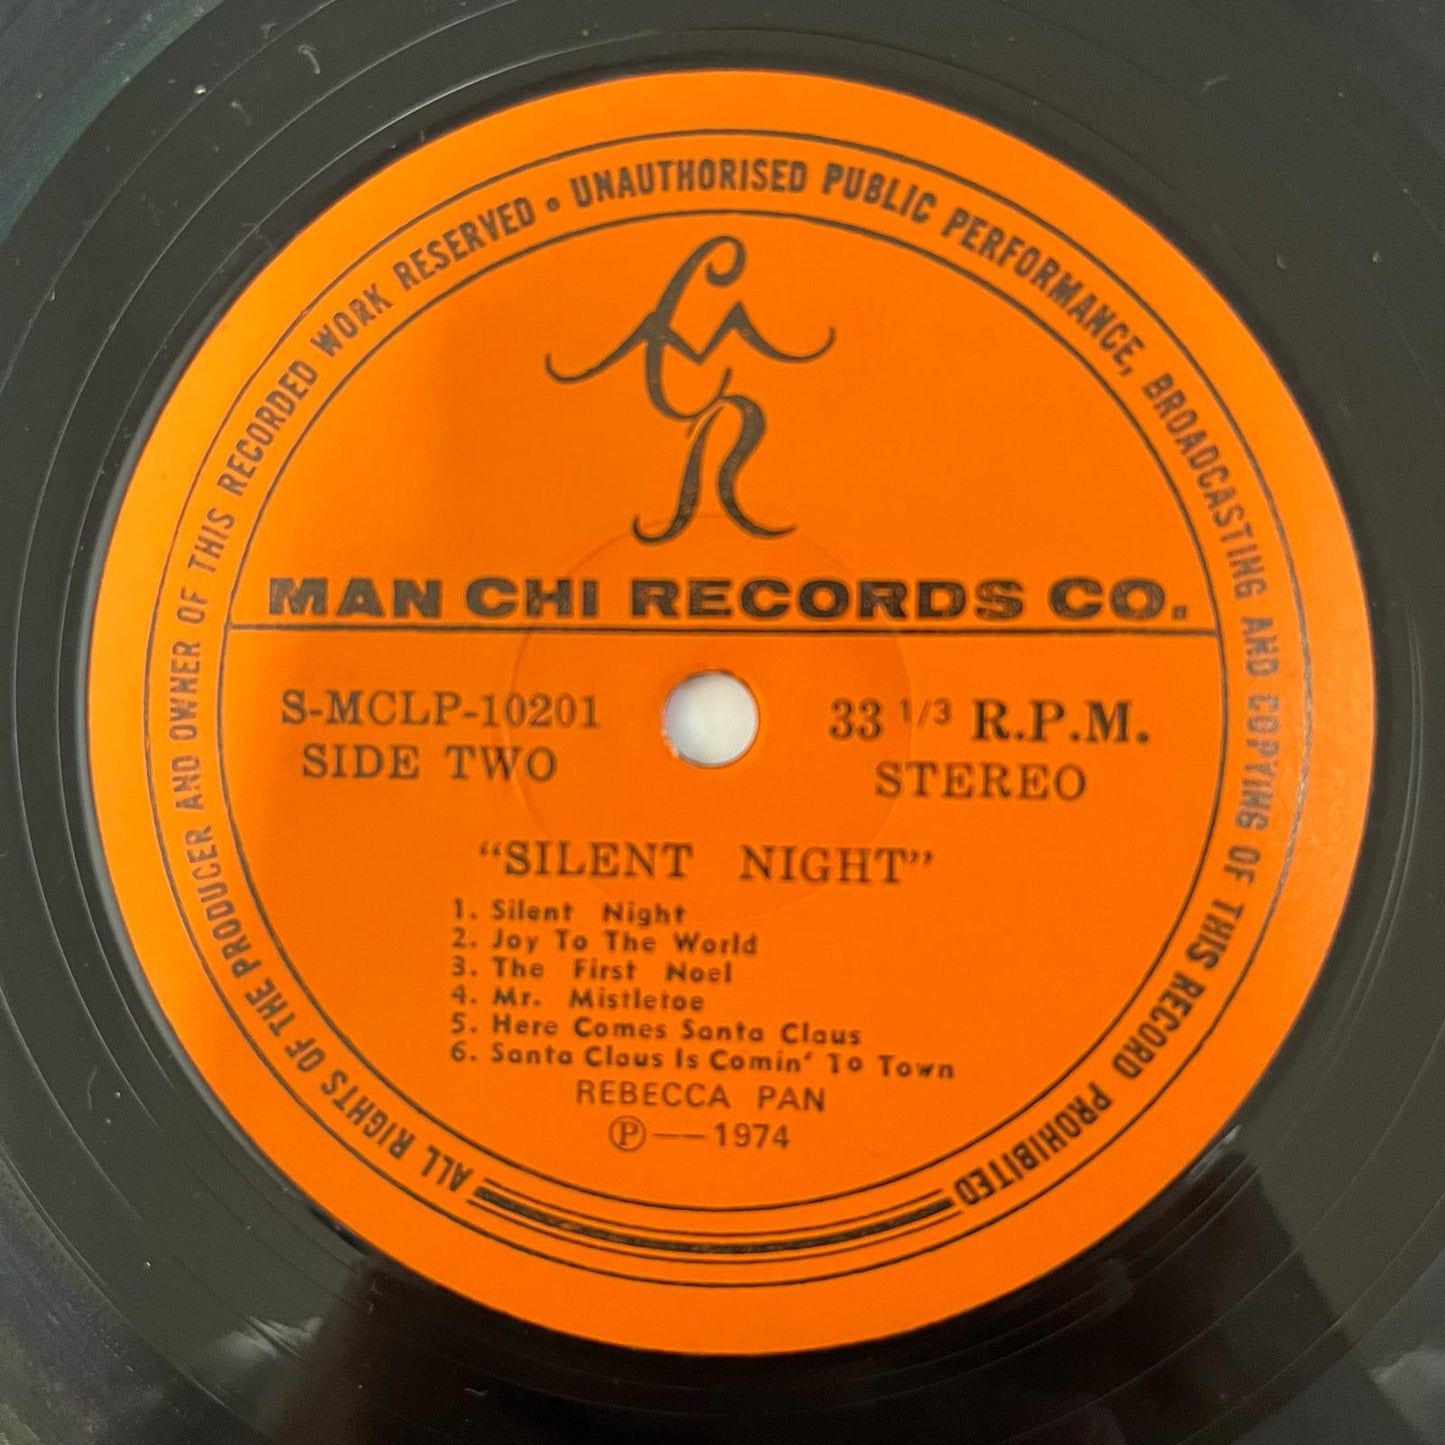 ALL RIGHTS OF THE PRODUCER AND OWNER OF THIS RECORDED WORK RESERVED • UNAUTHORISED PUBLIC PERFORMANCE, BROADCASTING AND COPYING OF THIS RECORD PROHIBITED
MCR
MAN CHI RECORDS CO.
S-MCLP-10201
SIDE TWO
33 1/3 R.P.M.
STEREO
“SILENT NIGHT”
1. Silent Night
2. Joy To The World
3. The First Noel
4. Mr. Mistletoe
5. Here Comes Santa Claus
6. Santa Claus Is Comin' To Town
REBECCA PAN
Ⓟ——1974